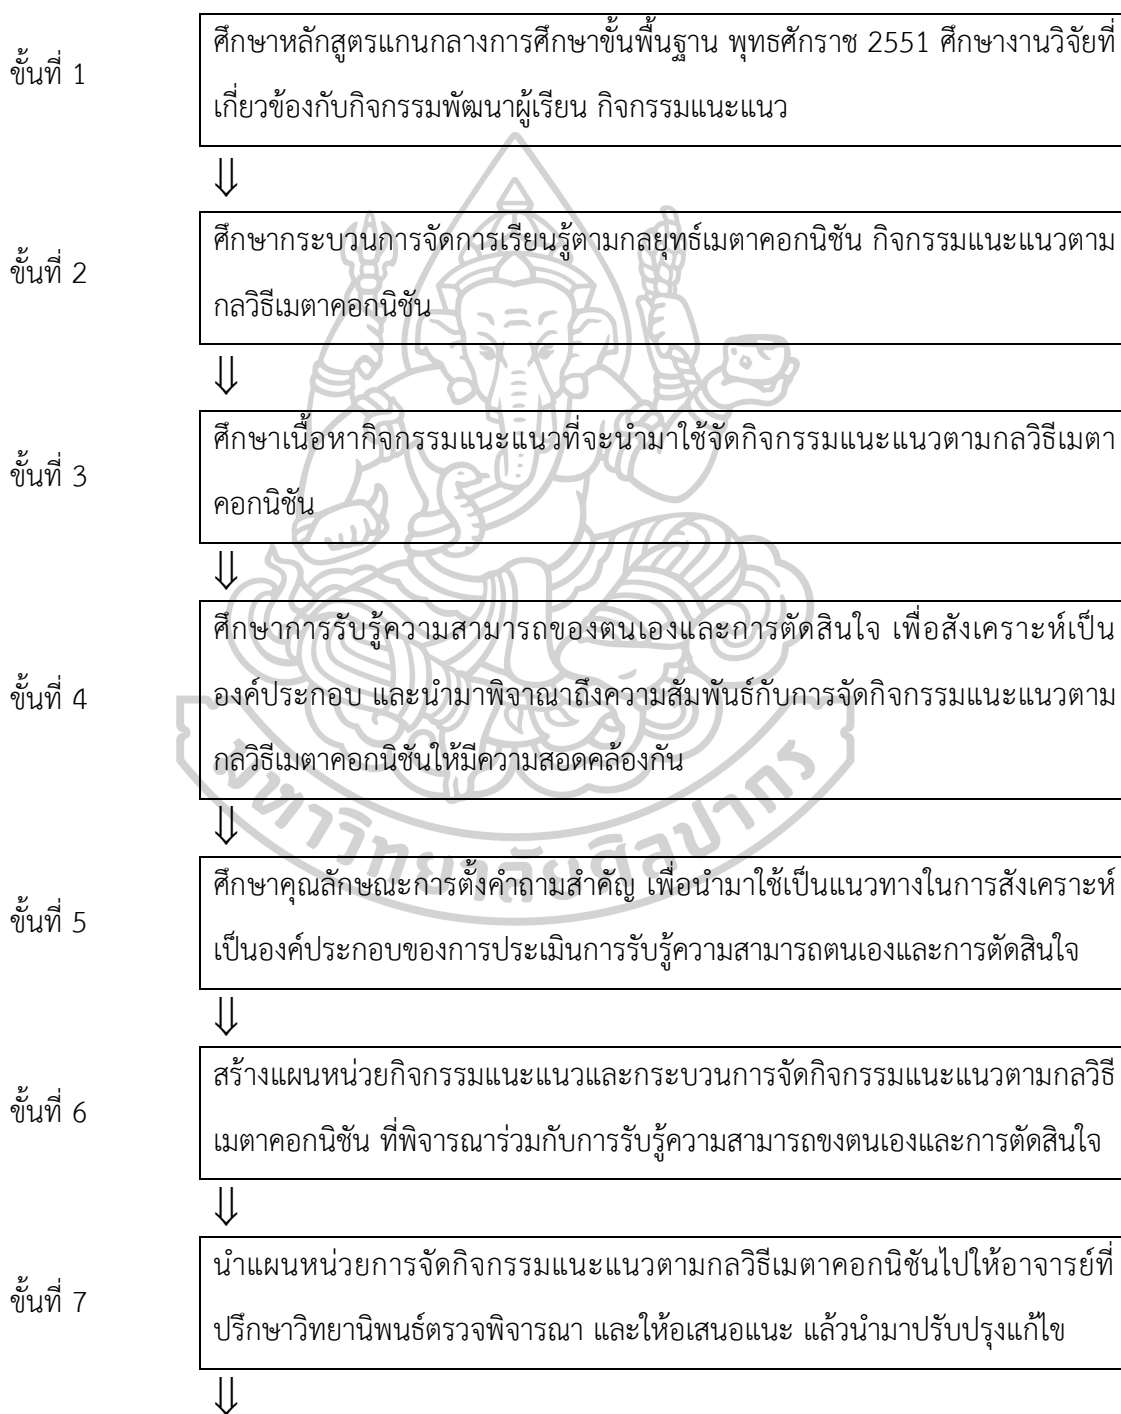 ขั้นที่ 1
ศึกษาหลักสูตรแกนกลางการศึกษาขั้นพื้นฐาน พุทธศักราช 2551 ศึกษางานวิจัยที่
เกี่ยวข้องกับกิจกรรมพัฒนาผู้เรียน กิจกรรมแนะแนว
⇓
ขั้นที่ 2
ศึกษากระบวนการจัดการเรียนรู้ตามกลยุทธ์เมตาคอกนิชัน กิจกรรมแนะแนวตาม
กลวิธีเมตาคอกนิชัน
⇓
ขั้นที่ 3
ศึกษาเนื้อหากิจกรรมแนะแนวที่จะนำมาใช้จัดกิจกรรมแนะแนวตามกลวิธีเมตา
คอกนิชัน
⇓
ขั้นที่ 4
ศึกษาการรับรู้ความสามารถของตนเองและการตัดสินใจ เพื่อสังเคราะห์เป็น
องค์ประกอบ และนำมาพิจาณาถึงความสัมพันธ์กับการจัดกิจกรรมแนะแนวตาม
กลวิธีเมตาคอกนิชันให้มีความสอดคล้องกัน
⇓
มหาวิทยาลัยศิลปากร
ขั้นที่ 5
ศึกษาคุณลักษณะการตั้งคำถามสำคัญ เพื่อนำมาใช้เป็นแนวทางในการสังเคราะห์
เป็นองค์ประกอบของการประเมินการรับรู้ความสามารถตนเองและการตัดสินใจ
⇓
ขั้นที่ 6
สร้างแผนหน่วยกิจกรรมแนะแนวและกระบวนการจัดกิจกรรมแนะแนวตามกลวิธี
เมตาคอกนิชัน ที่พิจารณาร่วมกับการรับรู้ความสามารถขงตนเองและการตัดสินใจ
⇓
ขั้นที่ 7
นำแผนหน่วยการจัดกิจกรรมแนะแนวตามกลวิธีเมตาคอกนิชันไปให้อาจารย์ที่
ปรึกษาวิทยานิพนธ์ตรวจพิจารณา และให้อเสนอแนะ แล้วนำมาปรับปรุงแก้ไข
⇓